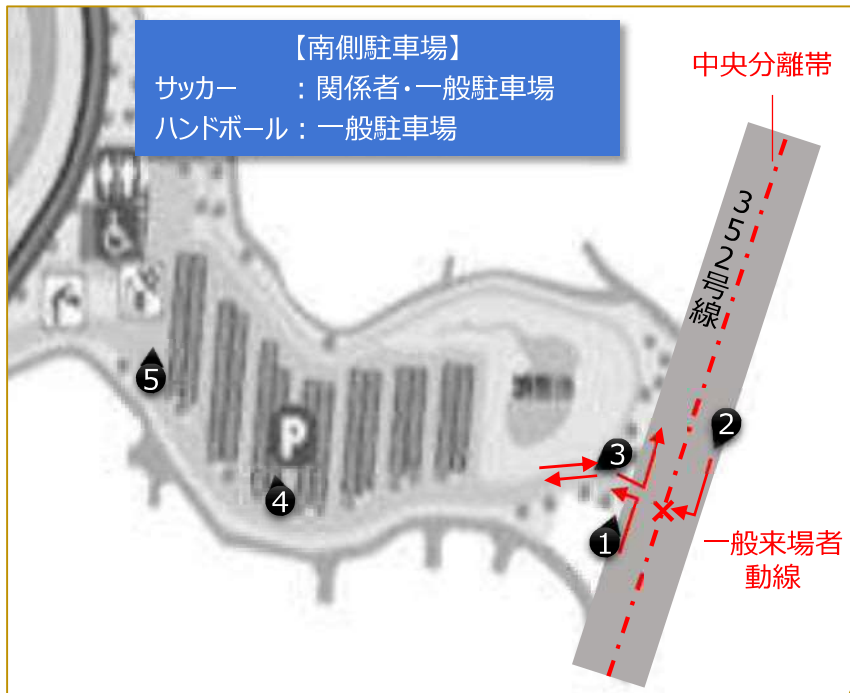 【南側駐車場】
サッカー　　：関係者・一般駐車場
ハンドボール：一般駐車場
中央分離帯
352号線
2
3
5
P
4
1
一般来場者
動線